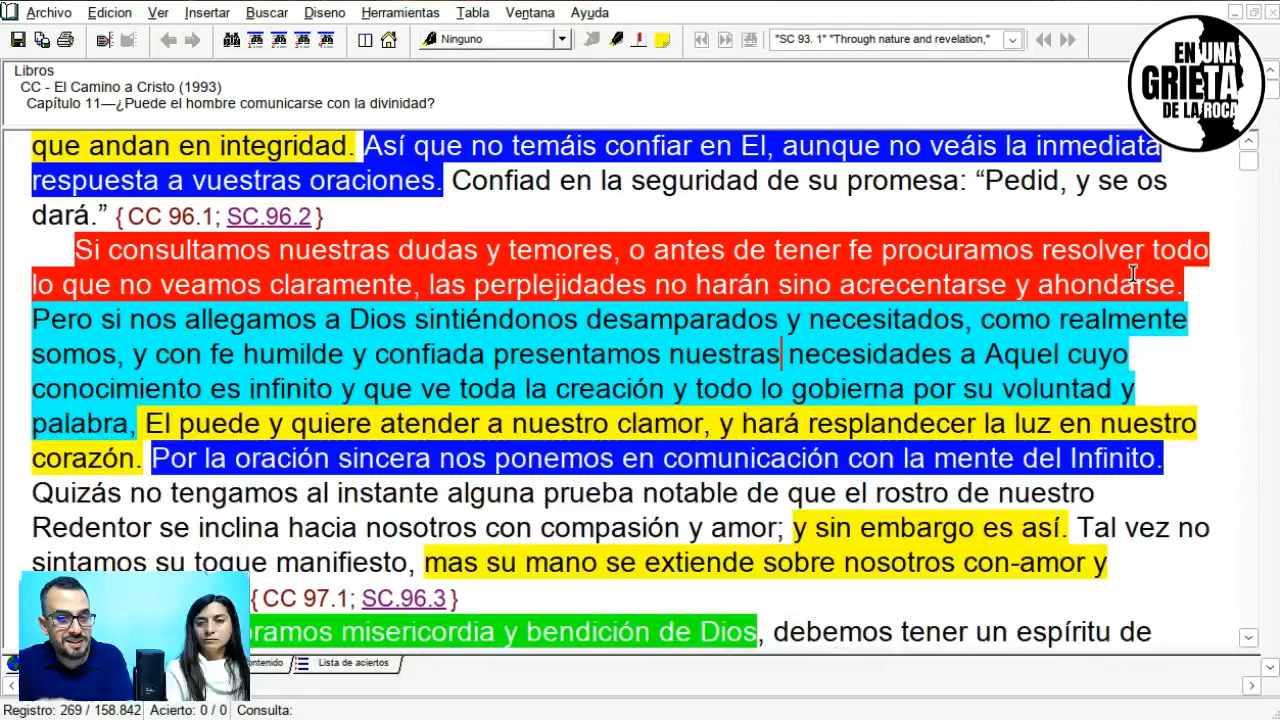 Archivo Edicion Ver Insertar Buscar Diseño Herramientas Tabla Ventana Ayuda
Ninguno
"SC 93. 1" "Through nature and revelation,"
EN UNA
GRIETA
DE LA ROCA
Libros
CC - El Camino a Cristo (1993)
Capítulo 11—¿Puede el hombre comunicarse con la divinidad?
que andan en integridad. Así que no temáis confiar en El, aunque no veáis la inmediata
respuesta a vuestras oraciones. Confiad en la seguridad de su promesa: “Pedid, y se os
dará.” {CC 96.1; SC.96.2}
Si consultamos nuestras dudas y temores, o antes de tener fe procuramos resolver todo
lo que no veamos claramente, las perplejidades no harán sino acrecentarse y ahondarse.
Pero si nos allegamos a Dios sintiéndonos desamparados y necesitados, como realmente
somos, y con fe humilde y confiada presentamos nuestras necesidades a Aquel cuyo
conocimiento es infinito y que ve toda la creación y todo lo gobierna por su voluntad y
palabra, El puede y quiere atender a nuestro clamor, y hará resplandecer la luz en nuestro
corazón. Por la oración sincera nos ponemos en comunicación con la mente del Infinito.
Quizás no tengamos al instante alguna prueba notable de que el rostro de nuestro
Redentor se inclina hacia nosotros con compasión y amor; y sin embargo es así. Tal vez no
sintamos su toque manifiesto, mas su mano se extiende sobre nosotros con-amor y
{CC 97.1; SC.96.3}
misericordia y bendición de Dios, debemos tener un espíritu de
Lista de aciertos
Registro: 269 / 158.842 Acierto: 0 / 0 Consulta: